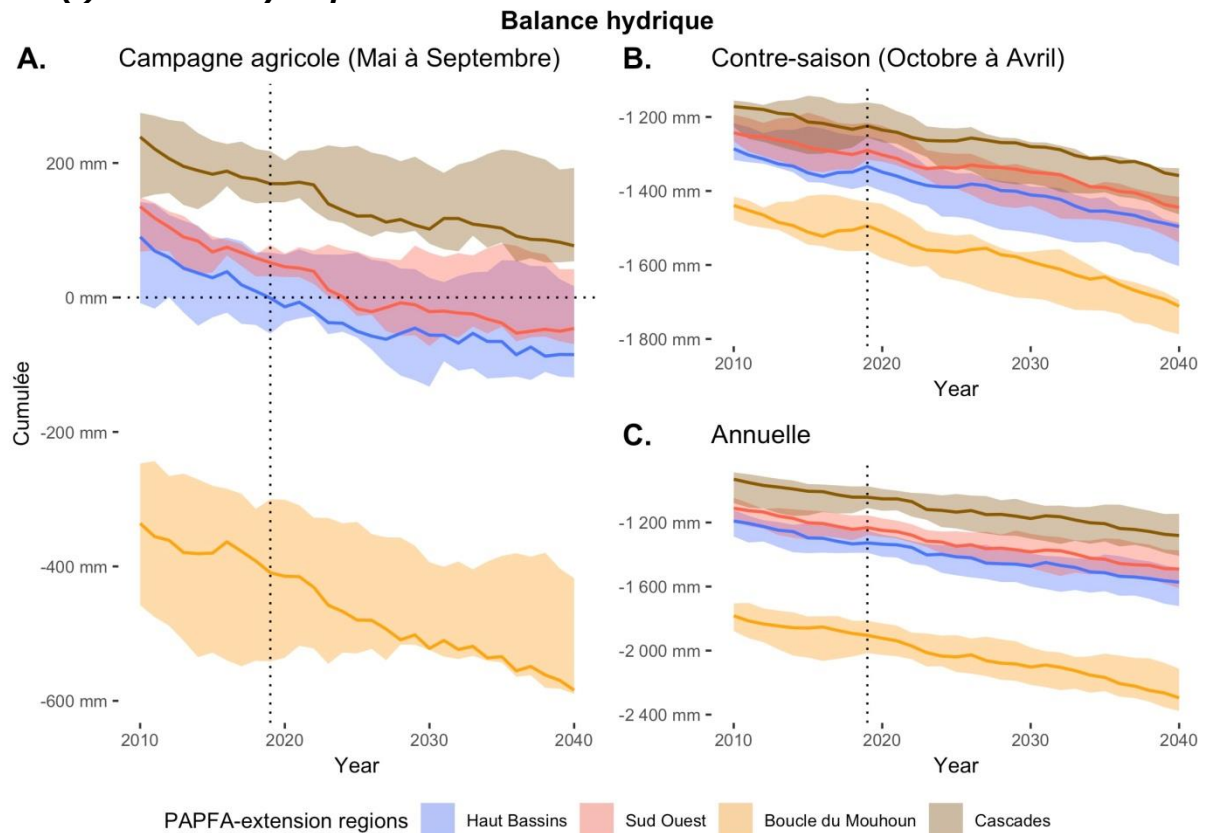 Balance hydrique
A. Campagne agricole (Mai à Septembre)
200 mm
0 mm
-200 mm
-400 mm
-600 mm
Cumulée
2010 2020 2030 2040
Year
B. Contre-saison (Octobre à Avril)
-1 200 mm
-1 400 mm
-1 600 mm
-1 800 mm
2010 2020 2030 2040
Year
C. Annuelle
-1 200 mm
-1 600 mm
-2 000 mm
-2 400 mm
2010 2020 2030 2040
Year
PAPFA-extension regions Haut Bassins Sud Ouest Boucle du Mouhoun Cascades